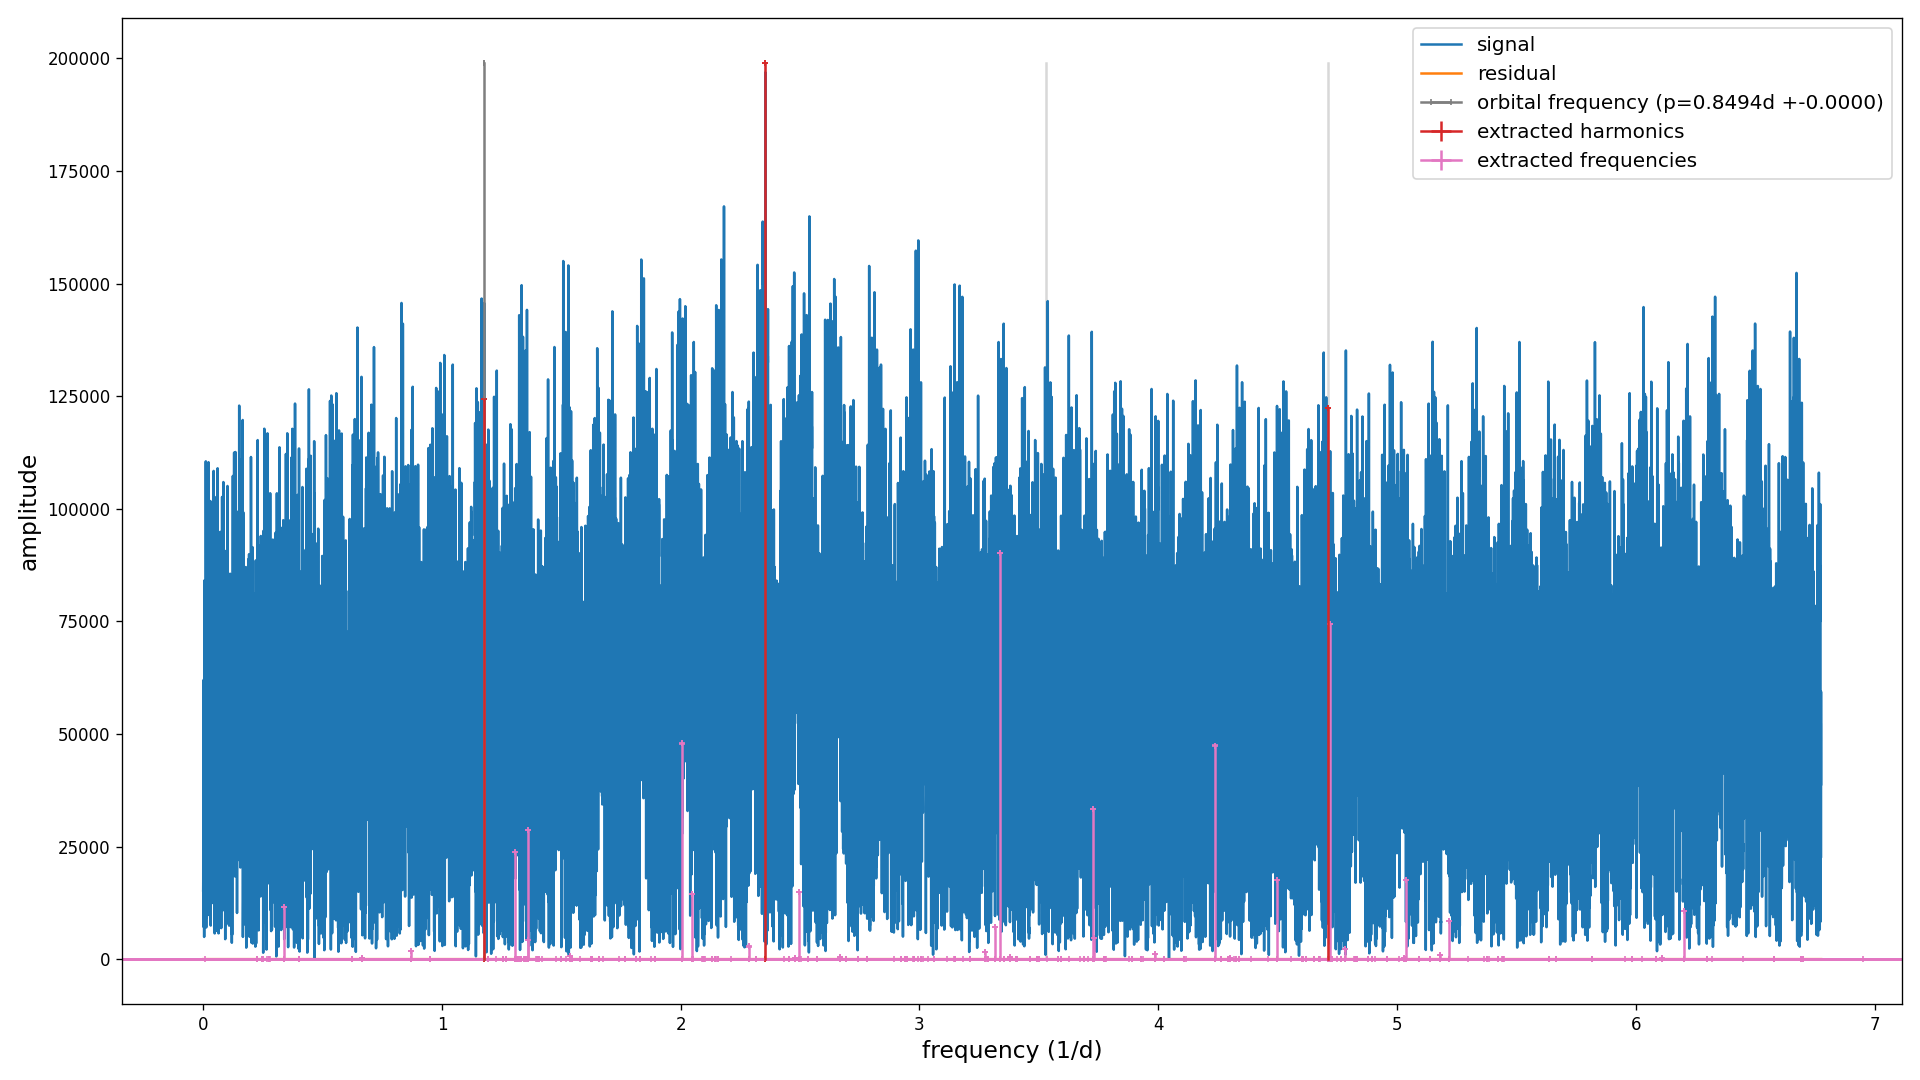 200000
175000
150000
125000
100000
75000
50000
25000
0
amplitude
0 1 2 3 4 5 6 7
frequency (1/d)
signal
residual
orbital frequency (p=0.8494d +-0.0000)
extracted harmonics
extracted frequencies